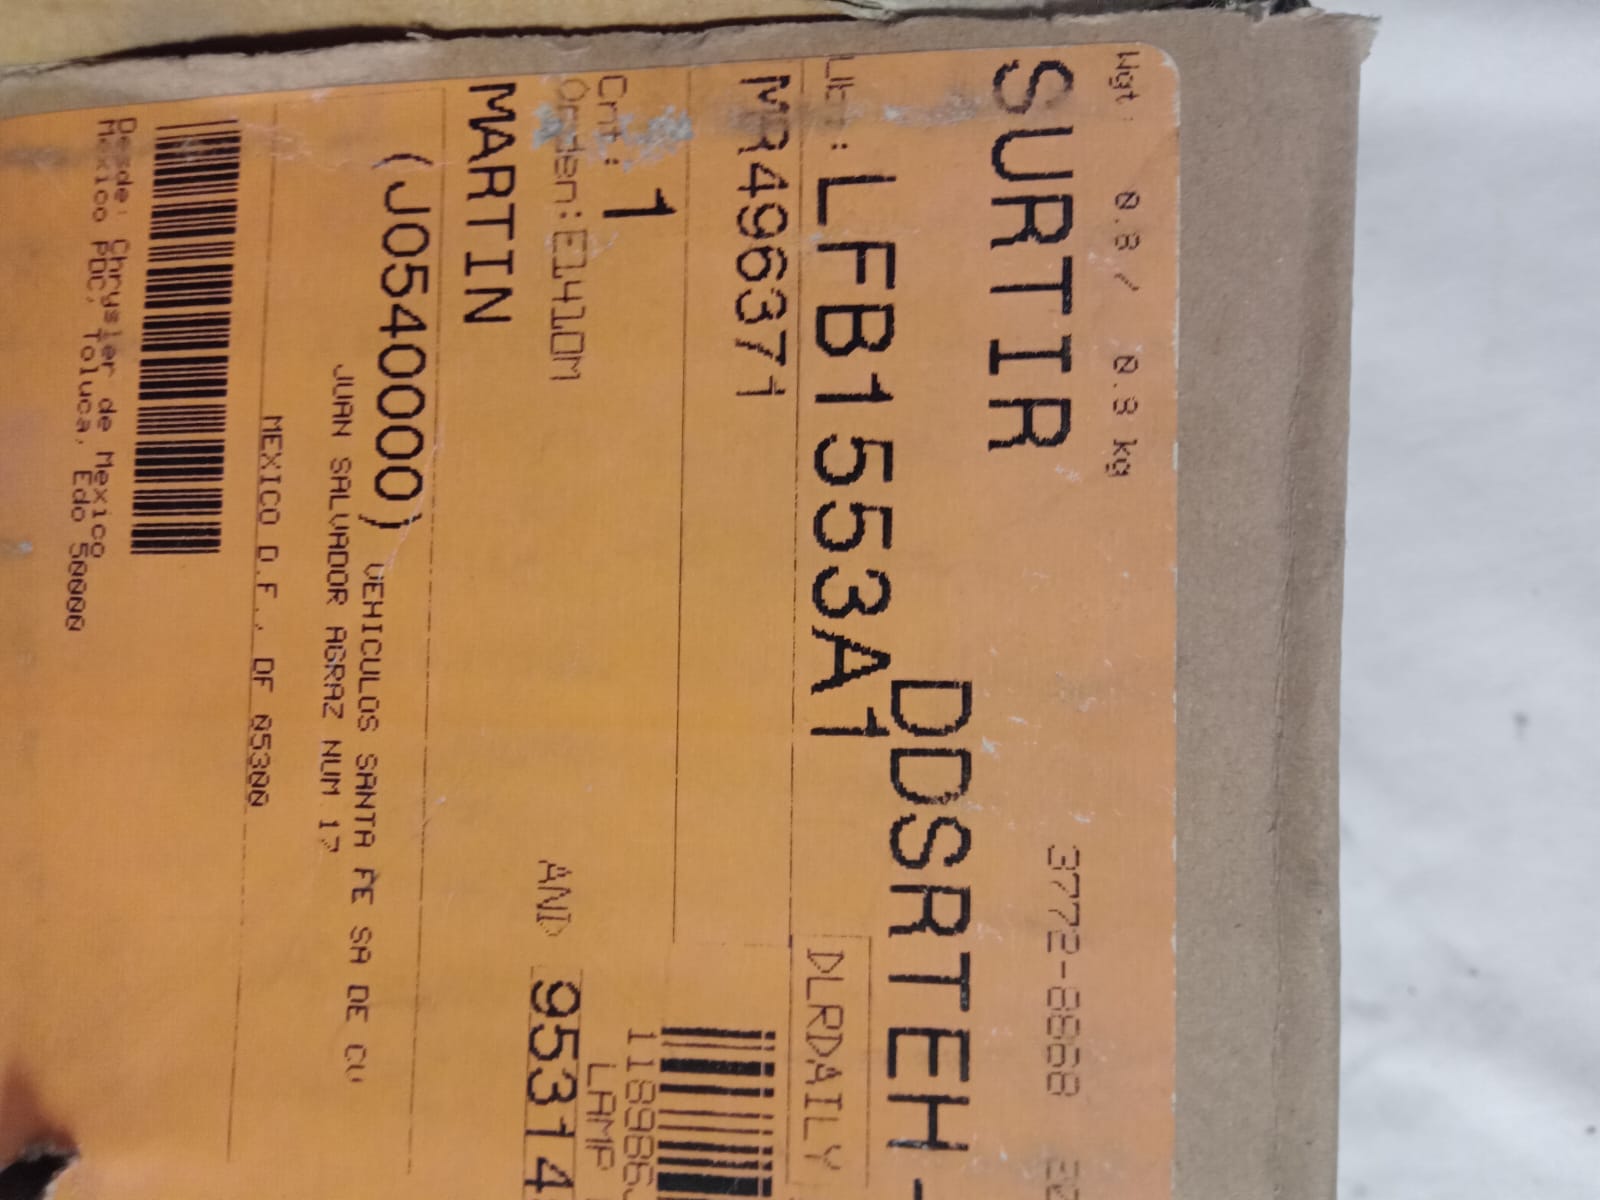 Wgt: 0.8 / 0.8 kg
3772-8868
SURTIR
DDSRTEH-
Ubr: LFB1553A1
DLRDAILY
MR496371
Cnt: 1
LAMP
Orden: E1410M
AND 95314
MARTIN
(J0540000) VEHICULOS SANTA FE SA DE CV
JUAN SALVADOR AGRAZ NUM 17
MEXICO D.F., DF 05300
Desde: Chrysler de Mexico
Mexico PDC, Toluca, Edo 50000